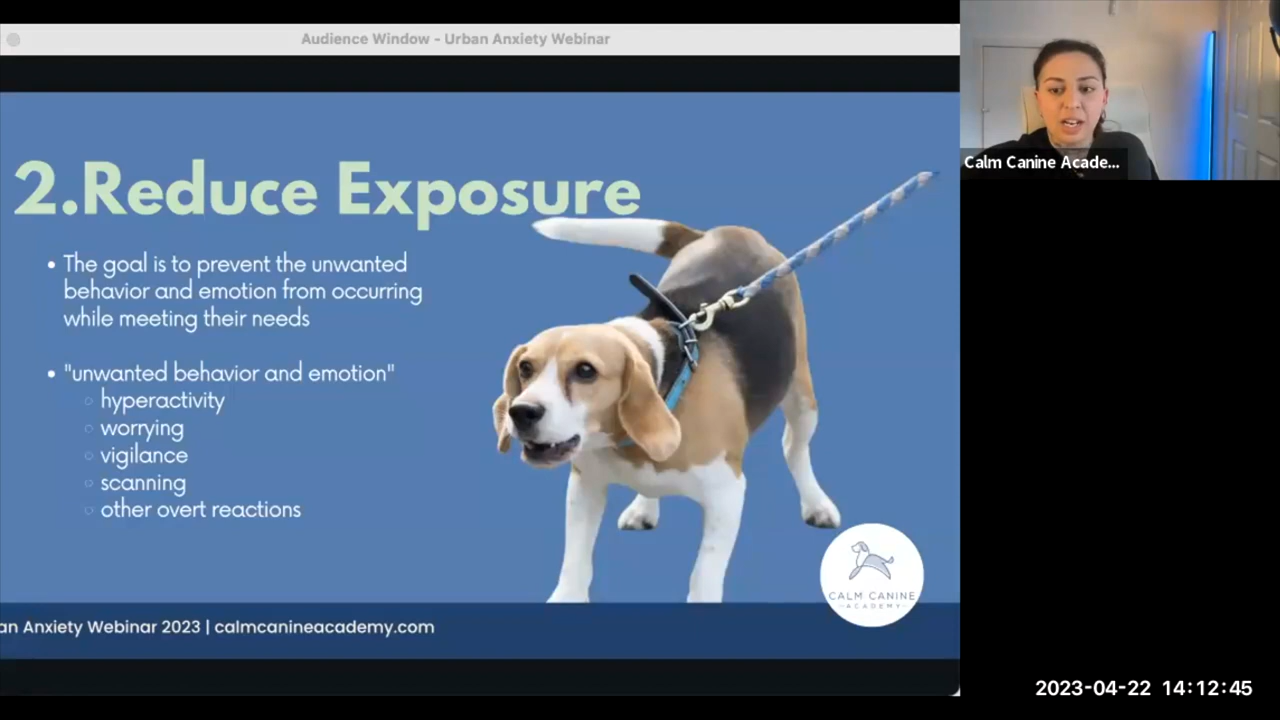 Audience Window - Urban Anxiety Webinar
2.Reduce Exposure
• The goal is to prevent the unwanted
behavior and emotion from occurring
while meeting their needs
• "unwanted behavior and emotion"
○ hyperactivity
○ worrying
○ vigilance
○ scanning
○ other overt reactions
CALM CANINE
ACADEMY
an Anxiety Webinar 2023 | calmcanineacademy.com
Calm Canine Acade...
2023-04-22 14:12:45